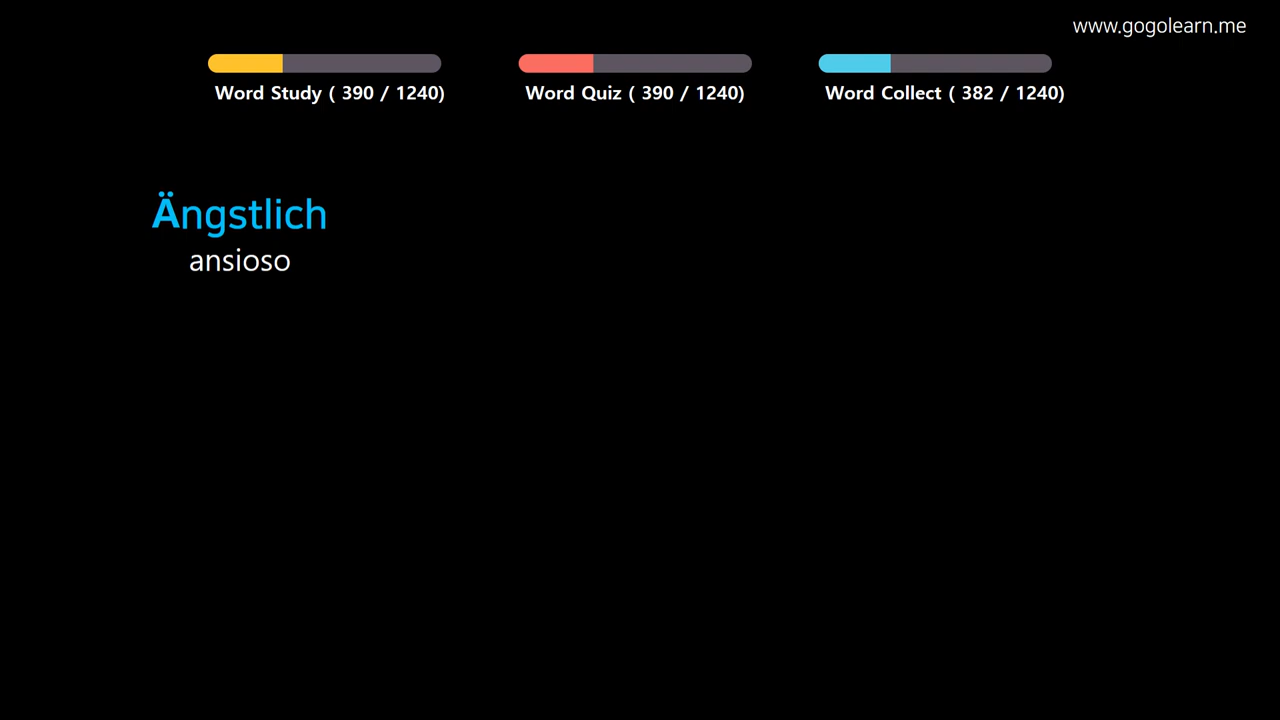 www.gogolearn.me
Word Study ( 390 / 1240)
Word Quiz ( 390 / 1240)
Word Collect ( 382 / 1240)
Ängstlich
ansioso